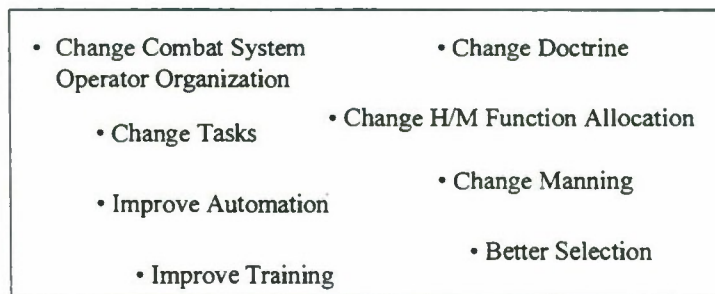 • Change Combat System
Operator Organization
• Change Tasks
• Improve Automation
• Improve Training
• Change Doctrine
• Change H/M Function Allocation
• Change Manning
• Better Selection